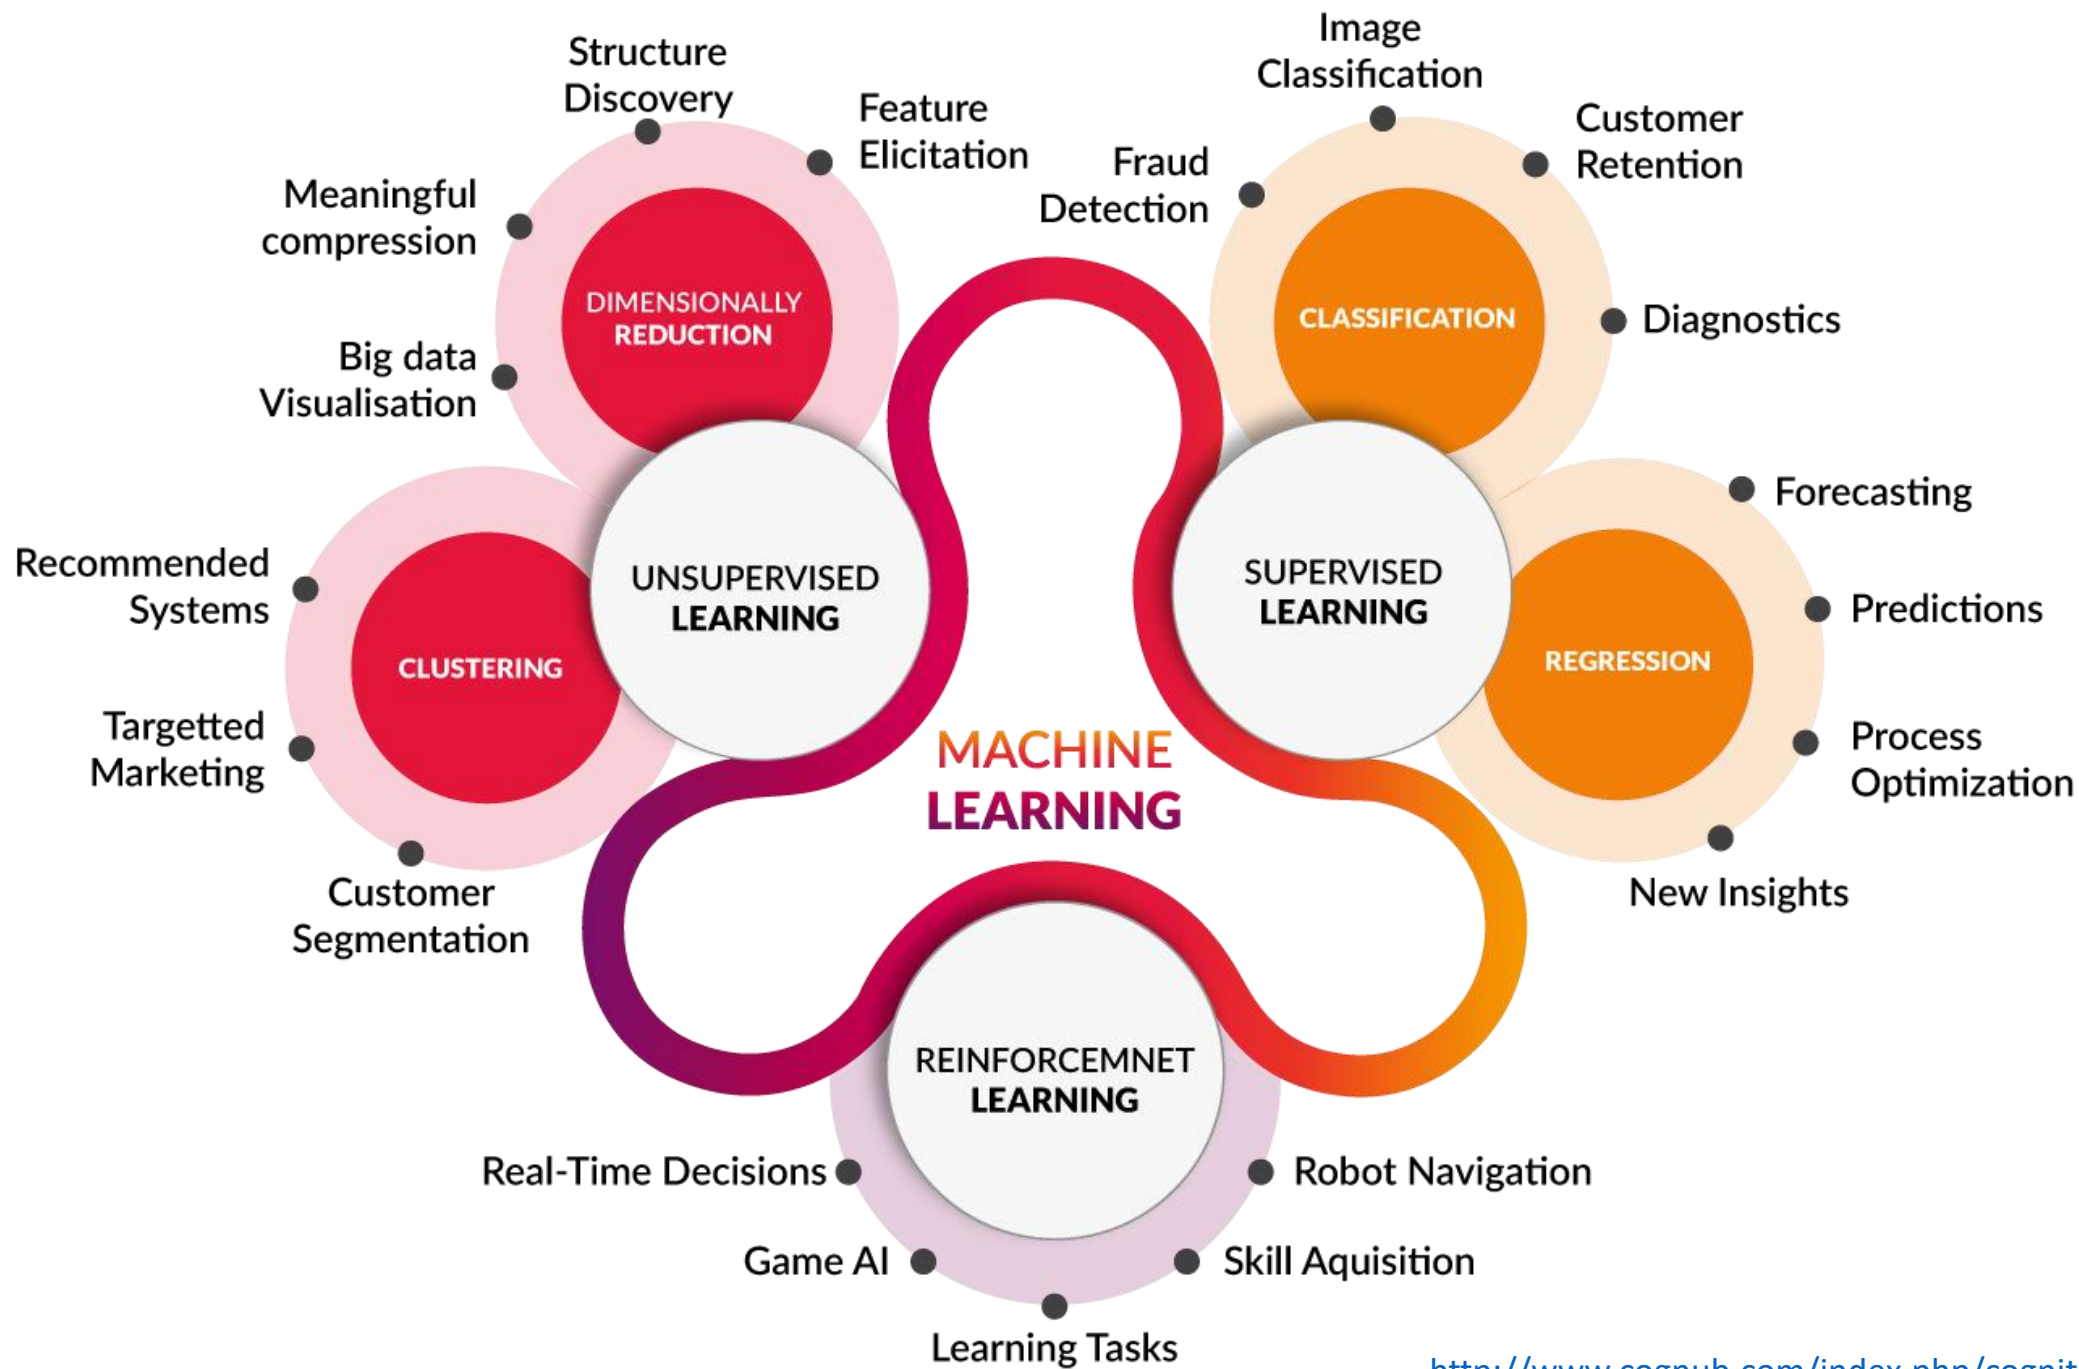 Structure
Discovery
Feature
Elicitation
Meaningful
compression
Big data
Visualisation
DIMENSIONALLY
REDUCTION
Recommended
Systems
Targetted
Marketing
Customer
Segmentation
CLUSTERING
UNSUPERVISED
LEARNING
Image
Classification
Customer
Retention
Fraud
Detection
Diagnostics
CLASSIFICATION
SUPERVISED
LEARNING
Forecasting
Predictions
Process
Optimization
New Insights
REGRESSION
MACHINE
LEARNING
REINFORCEMNET
LEARNING
Real-Time Decisions
Robot Navigation
Game AI
Skill Aquisition
Learning Tasks